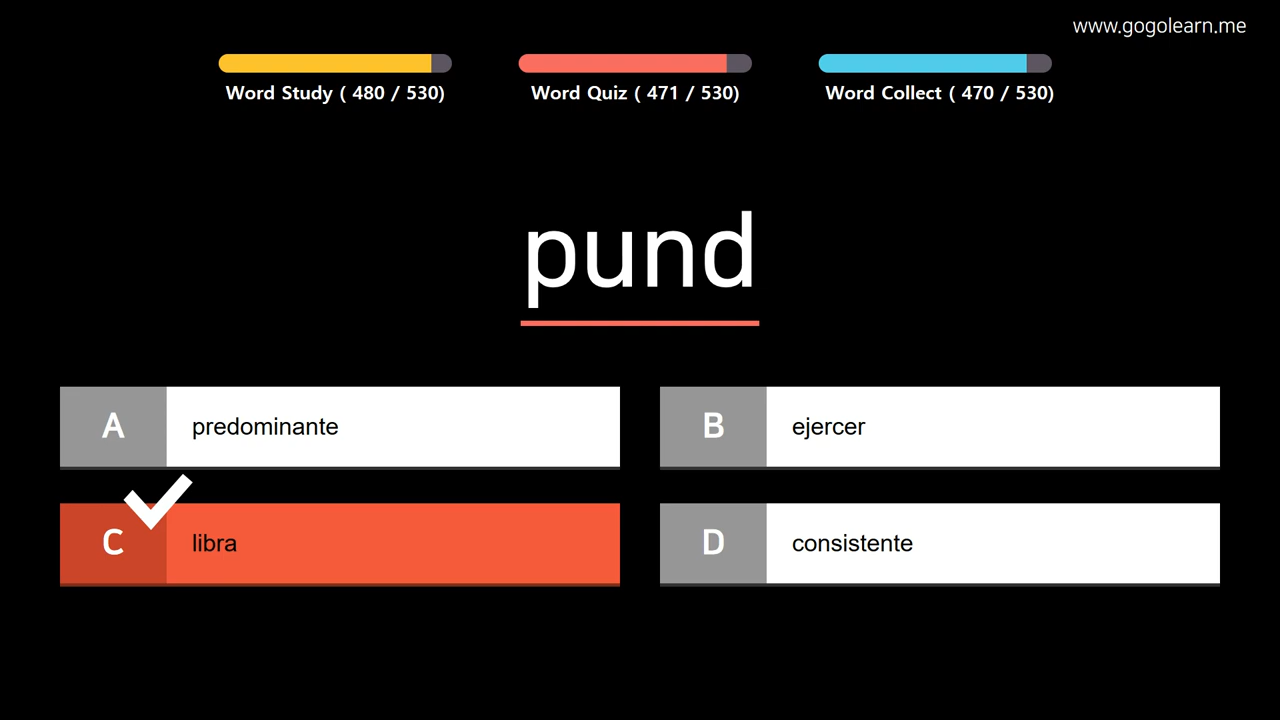 www.gogolearn.me
Word Study ( 480 / 530)
Word Quiz ( 471 / 530)
Word Collect ( 470 / 530)
pund
A predominante
B ejercer
C libra
D consistente